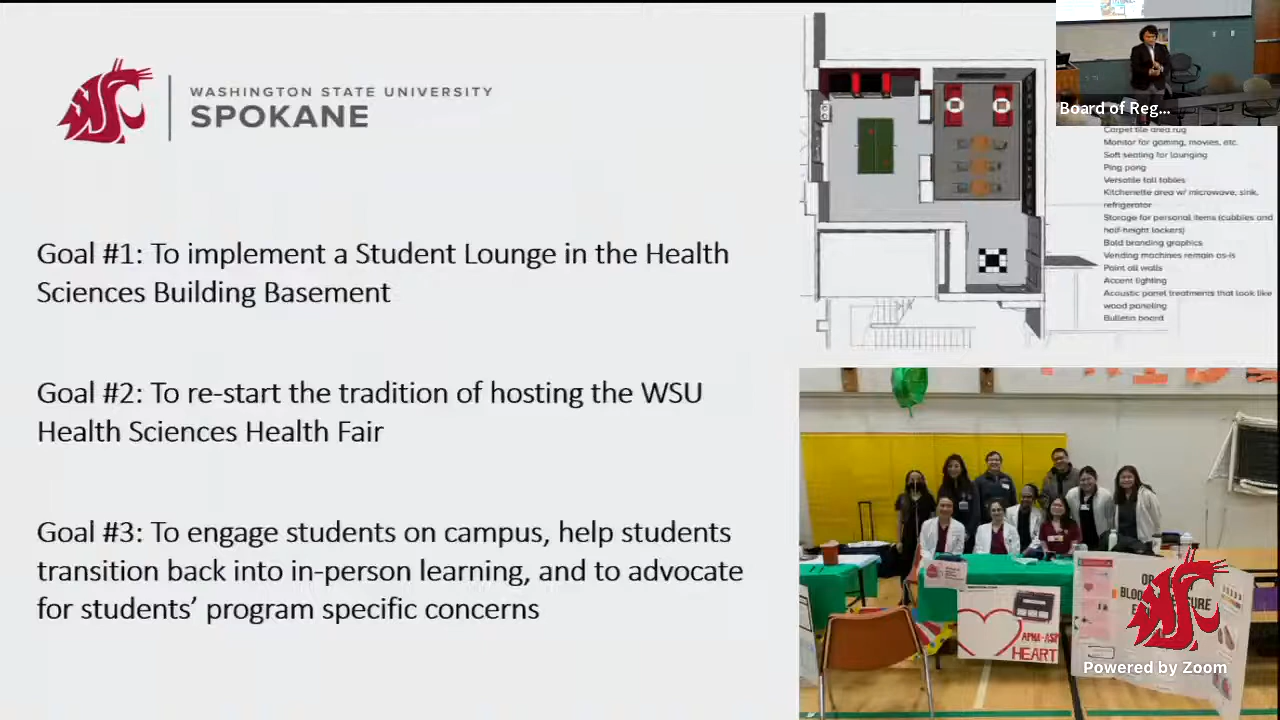 WASHINGTON STATE UNIVERSITY
SPOKANE
Goal #1: To implement a Student Lounge in the Health
Sciences Building Basement
Goal #2: To re-start the tradition of hosting the WSU
Health Sciences Health Fair
Goal #3: To engage students on campus, help students
transition back into in-person learning, and to advocate
for students’ program specific concerns
Board of Reg...
Carpet tile area rug
Monitor for gaming, movies, etc.
Soft seating for lounging
Ping pong
Versatile tall tables
Kitchenette area w/ microwave, sink,
refrigerator
Storage for personal items (cubbies and
half-height lockers)
Bold branding graphics
Vending machines remain as-is
Paint all walls
Accent lighting
Acoustic panel treatments that look like
wood paneling
Bulletin board
APHA-ASP
HEART
Powered by Zoom